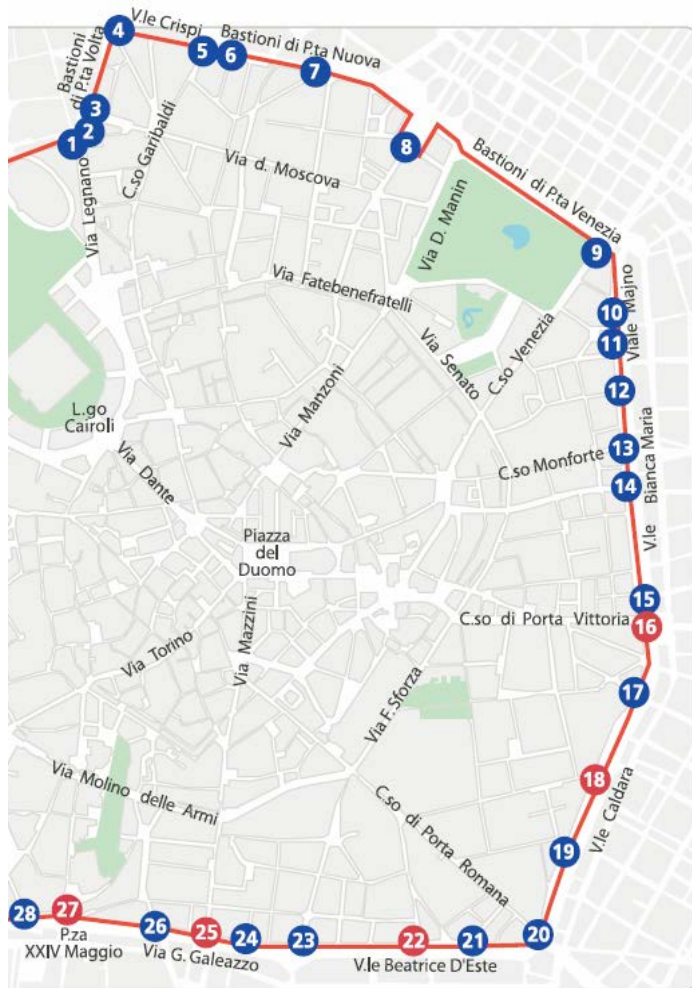 V.le Crispi
Bastioni di P.ta Nuova
Bastioni
di P.ta Volta
4
5
6
7
3
2
1
8
C.so Garibaldi
Via d. Moscova
Via Legnano
Bastioni di P.ta Venezia
Via D. Manin
9
Via Fatebenefratelli
10
Viale Majno
11
Via Senato
C.so Venezia
12
Via Manzoni
L.go
Cairoli
13
C.so Monforte
V.le Bianca Maria
14
Via Dante
Piazza
del
Duomo
15
C.so di Porta Vittoria
16
Via Mazzini
Via Torino
17
Via F. Sforza
18
Via Molino delle Armi
C.so di Porta Romana
V.le Caldara
19
28
27
26
25
24
23
22
21
20
P.za
XXIV Maggio
Via G. Galeazzo
V.le Beatrice D'Este